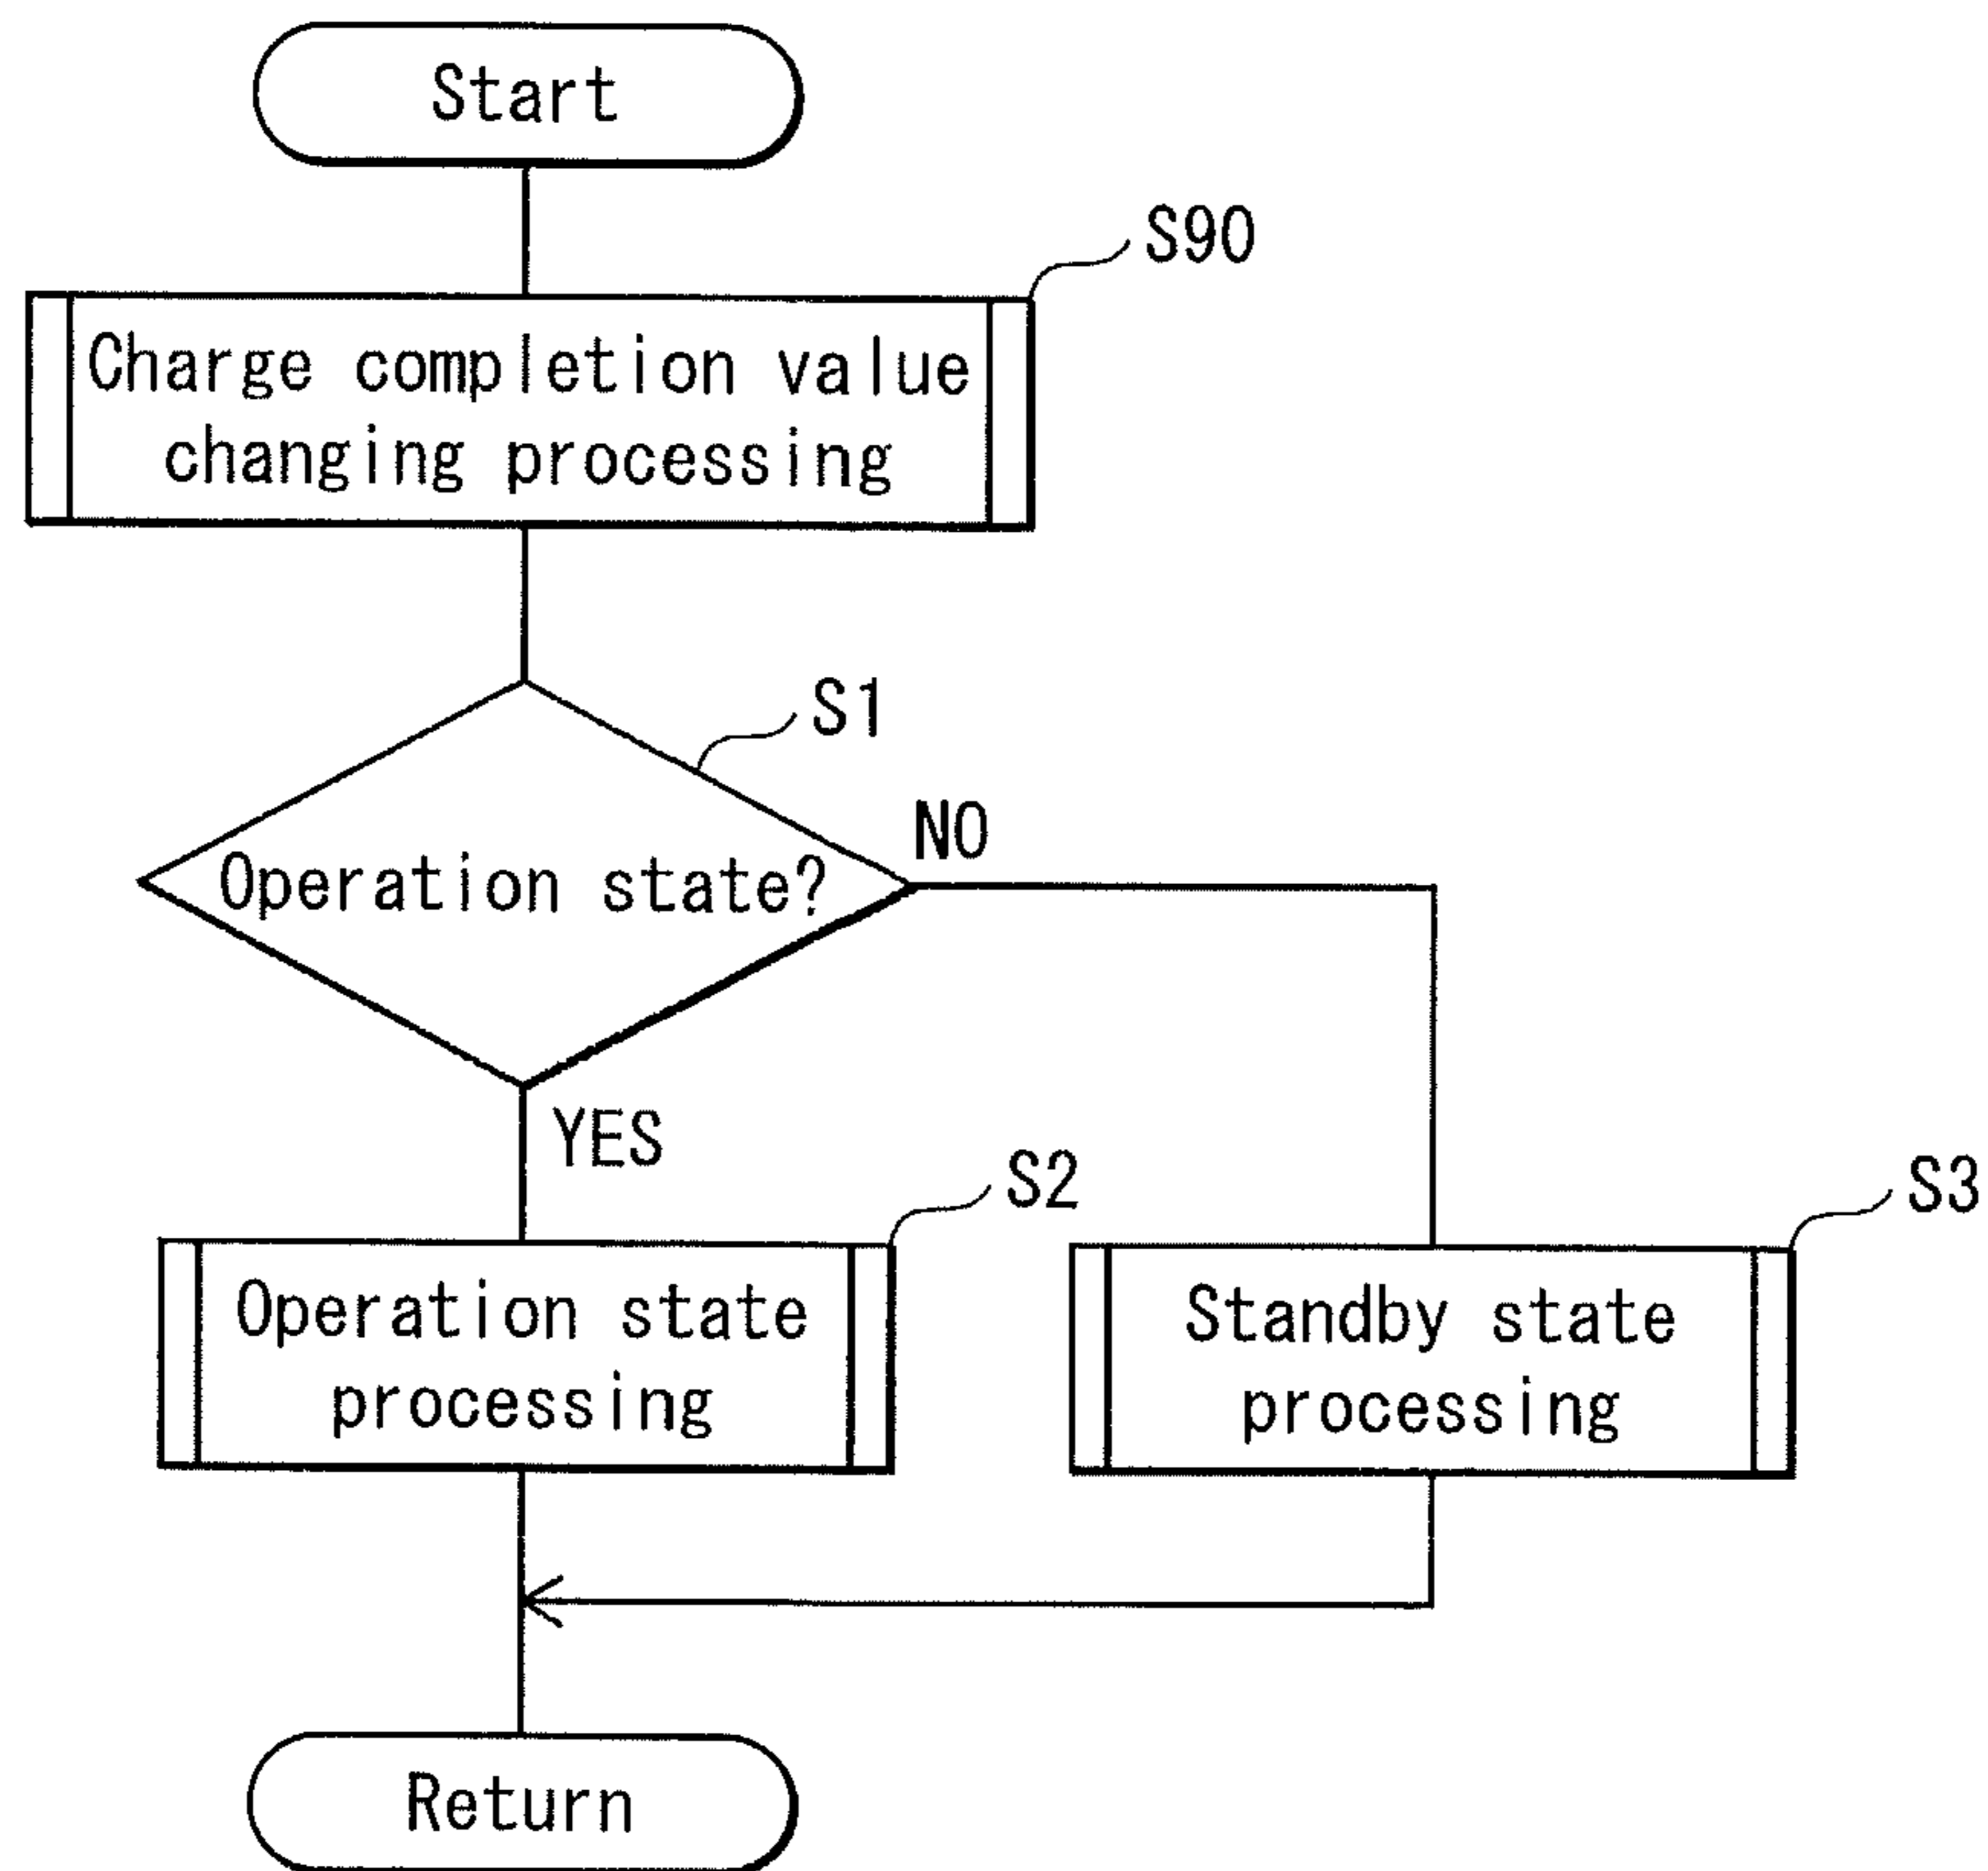 Start
S90
Charge completion value
changing processing
S1
NO
Operation state?
YES
S2
S3
Operation state
processing
Standby state
processing
Return